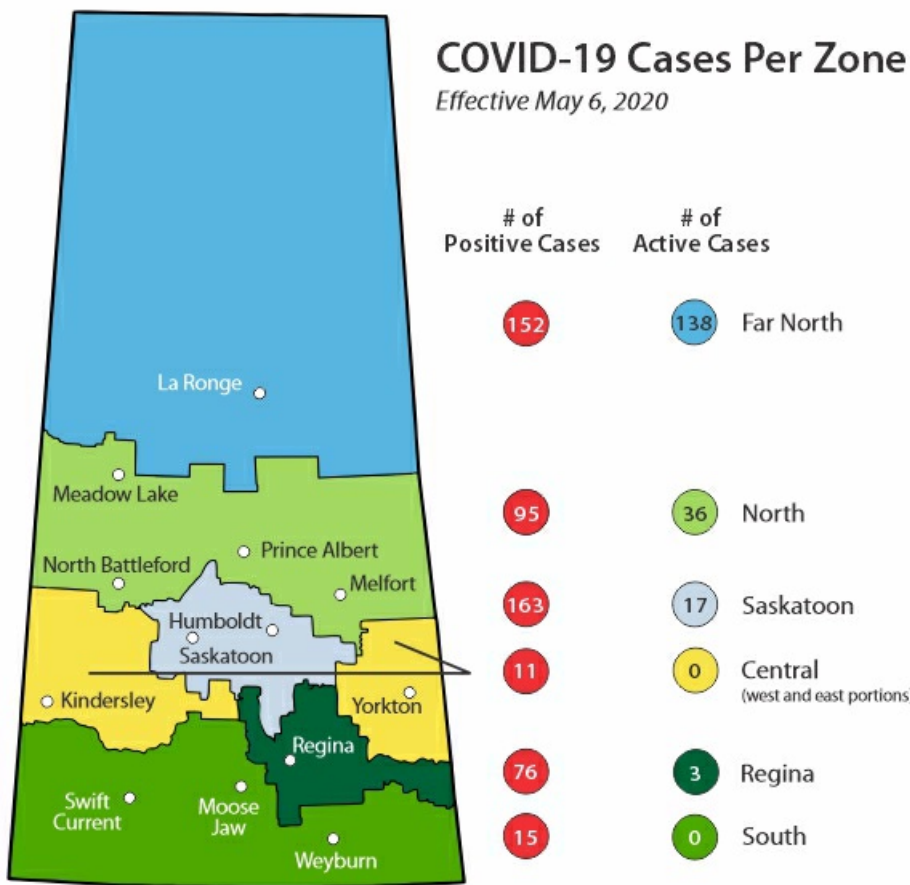 COVID-19 Cases Per Zone
Effective May 6, 2020
# of
Positive Cases
# of
Active Cases
152
138
Far North
La Ronge
Meadow Lake
95
36
North
Prince Albert
North Battleford
Melfort
163
17
Saskatoon
Humboldt
Saskatoon
11
0
Central
(west and east portions)
Kindersley
Yorkton
Regina
76
3
Regina
Swift
Current
Moose
Jaw
15
0
South
Weyburn